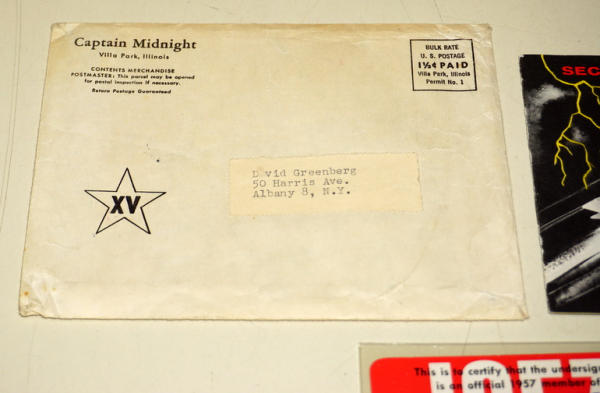 Captain Midnight
Villa Park, Illinois
CONTENTS MERCHANDISE
POSTMASTER: This parcel may be opened
for postal inspection if necessary.
Return Postage Guaranteed
BULK RATE
U. S. POSTAGE
1½¢ PAID
Villa Park, Illinois
Permit No. 1
XV
David Greenberg
50 Harris Ave.
Albany 8, N.Y.
SEC
This is to certify that the undersig
is an official 1957 member of